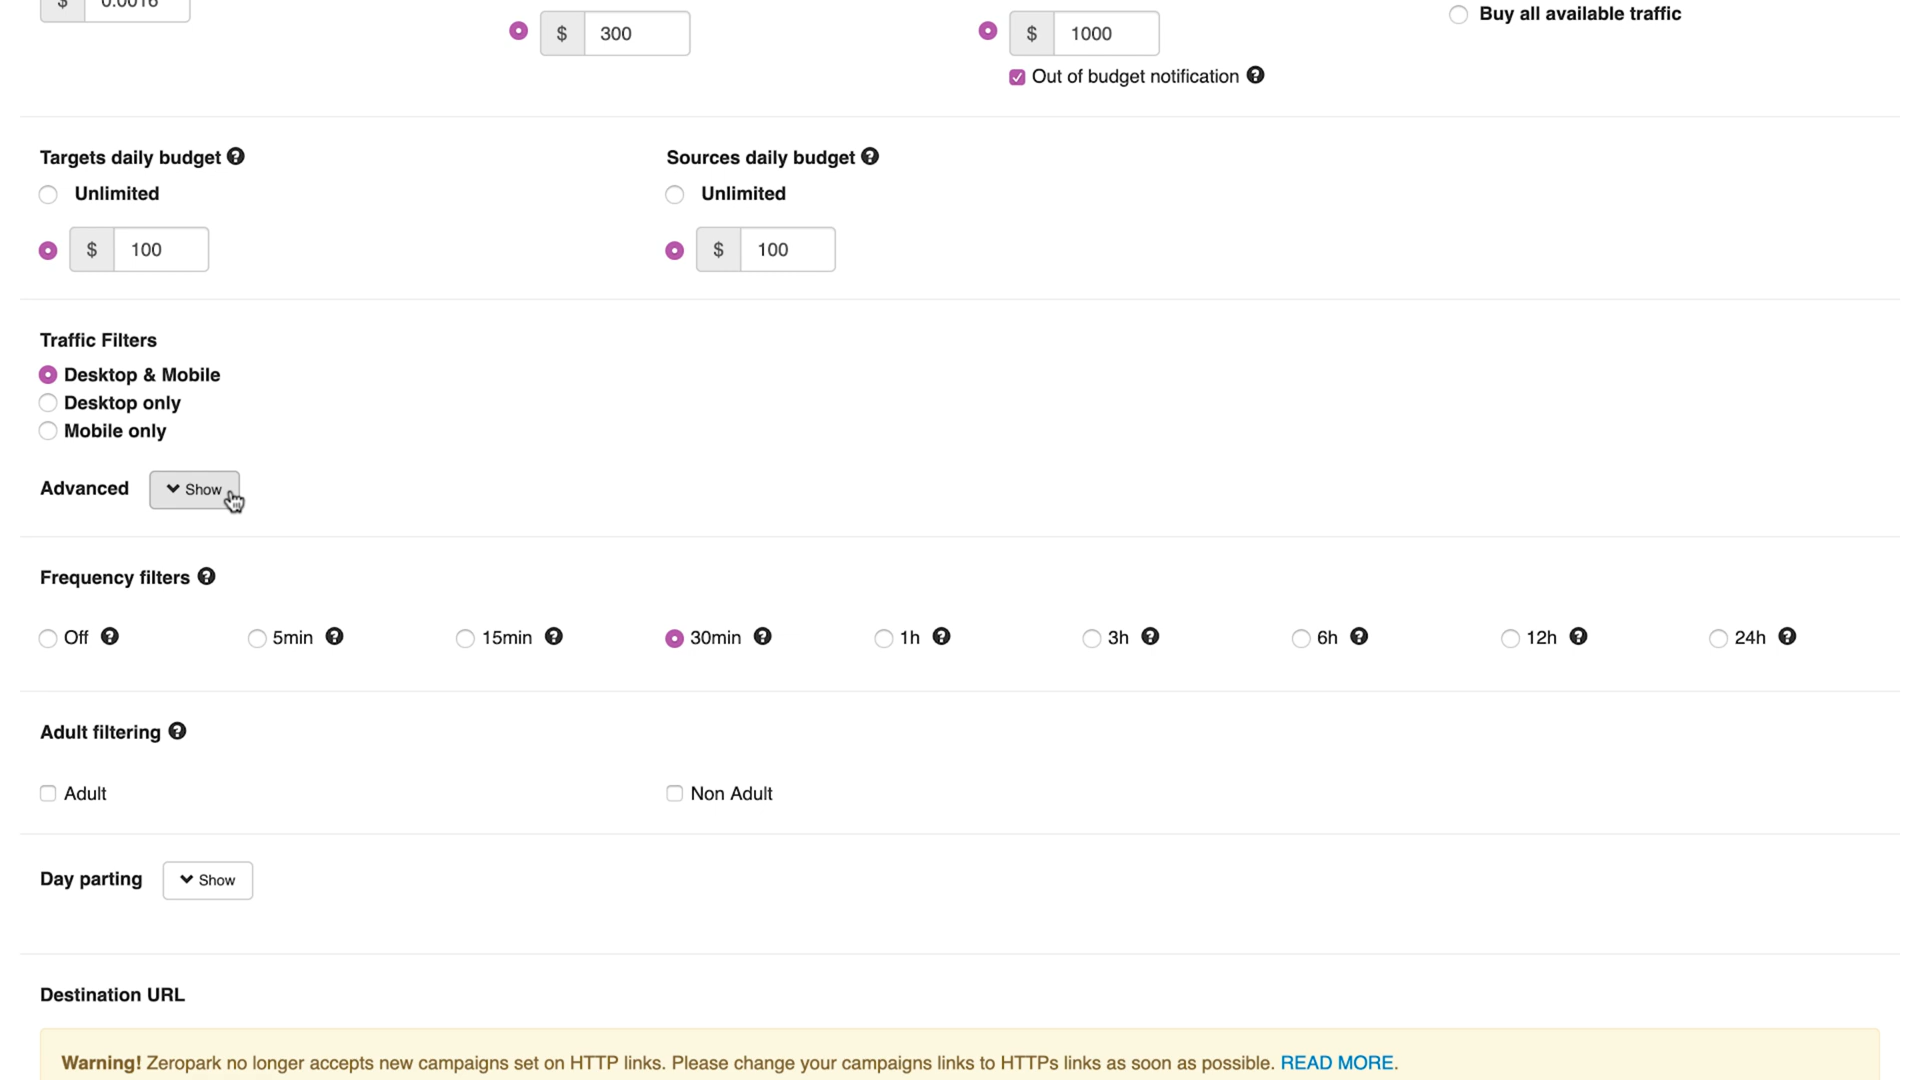 $ 0.0016
$ 300
$ 1000
Buy all available traffic
Out of budget notification
Targets daily budget
Sources daily budget
Unlimited
Unlimited
$ 100
$ 100
Traffic Filters
Desktop & Mobile
Desktop only
Mobile only
Advanced Show
Frequency filters
Off 5min 15min 30min 1h 3h 6h 12h 24h
Adult filtering
Adult Non Adult
Day parting Show
Destination URL
Warning! Zeropark no longer accepts new campaigns set on HTTP links. Please change your campaigns links to HTTPs links as soon as possible. READ MORE.